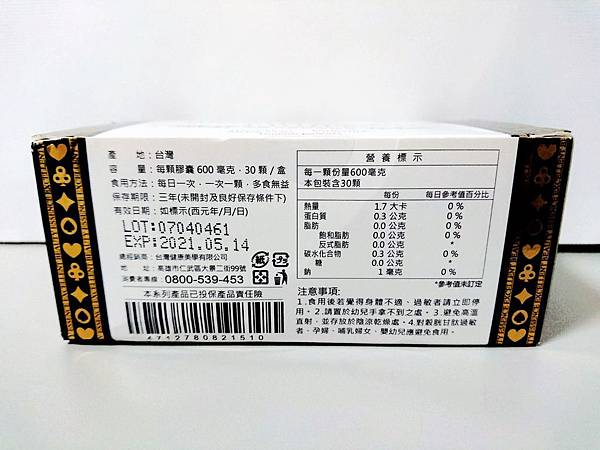 產　　地：台灣
容　　量：每顆膠囊 600 毫克，30 顆／盒
食用方法：每日一次，一次一顆，多食無益
保存期限：三年(未開封及良好保存條件下)
有效日期：如標示(西元年/月/日)
LOT:07040461
EXP:2021.05.14
總經銷商：台灣健康美學有限公司
地　　址：高雄市仁武區大景二街99號
消費者專線：0800-539-453
本系列產品已投保產品責任險
4712780821510
營養標示
每一顆份量600毫克
本包裝含30顆
每份　每日參考值百分比
熱量　1.7 大卡　0%
蛋白質　0.3 公克　0%
脂肪　0.0 公克　0%
飽和脂肪　0.0 公克　0%
反式脂肪　0.0 公克　*
碳水化合物　0.3 公克　0%
糖　0.0 公克　*
鈉　1 毫克　0%
*參考值未訂定
注意事項：
1.食用後若覺得身體不適、過敏者請立即停
用。2.請置於幼兒手拿不到之處。3.避免高溫
直射，並存放於陰涼乾燥處。4.對穀胱甘肽過敏
者、孕婦、哺乳婦女、嬰幼兒應避免食用。